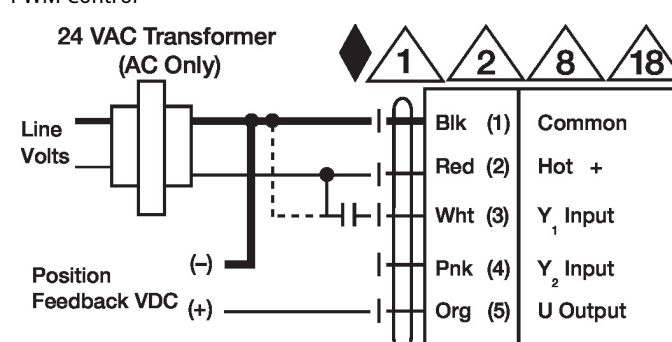 PWM Control
24 VAC Transformer
(AC Only)
1 2 8 18
Line
Volts
Blk (1) Common
Red (2) Hot +
Wht (3) Y1 Input
Pnk (4) Y2 Input
Org (5) U Output
(–)
Position
Feedback VDC (+)